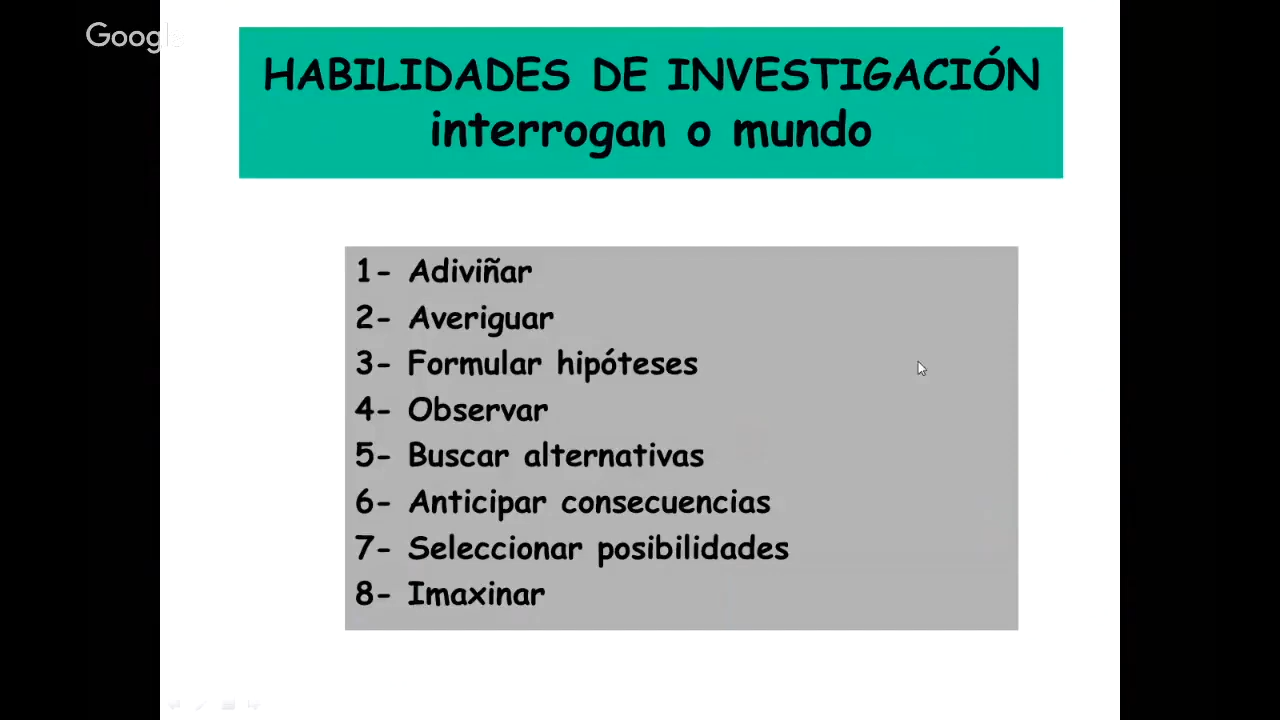 Google
HABILIDADES DE INVESTIGACIÓN
interrogan o mundo
1- Adiviñar
2- Averiguar
3- Formular hipóteses
4- Observar
5- Buscar alternativas
6- Anticipar consecuencias
7- Seleccionar posibilidades
8- Imaxinar